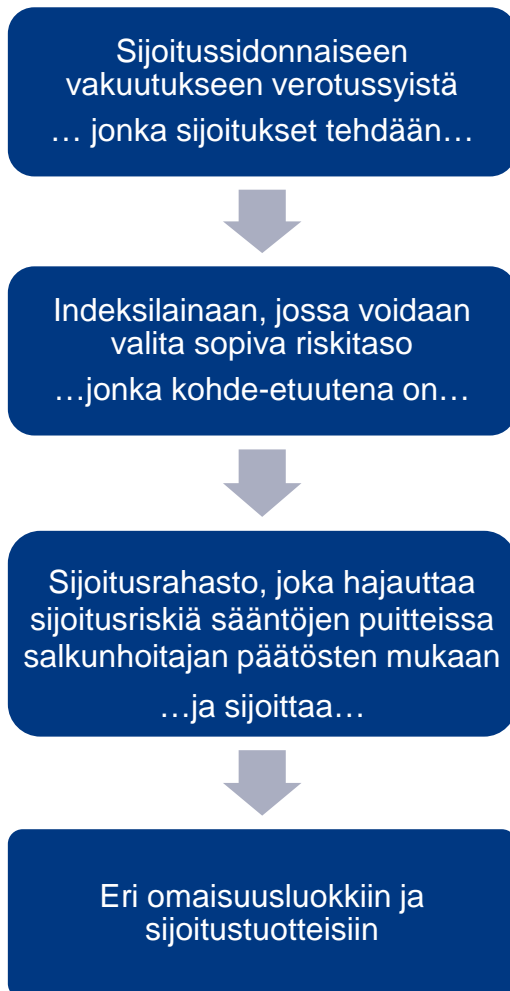 Sijoitussidonnaiseen
vakuutukseen verotussyistä
… jonka sijoitukset tehdään…
Indeksilainaan, jossa voidaan
valita sopiva riskitaso
…jonka kohde-etuutena on…
Sijoitusrahasto, joka hajauttaa
sijoitusriskiä sääntöjen puitteissa
salkunhoitajan päätösten mukaan
…ja sijoittaa…
Eri omaisuusluokkiin ja
sijoitustuotteisiin